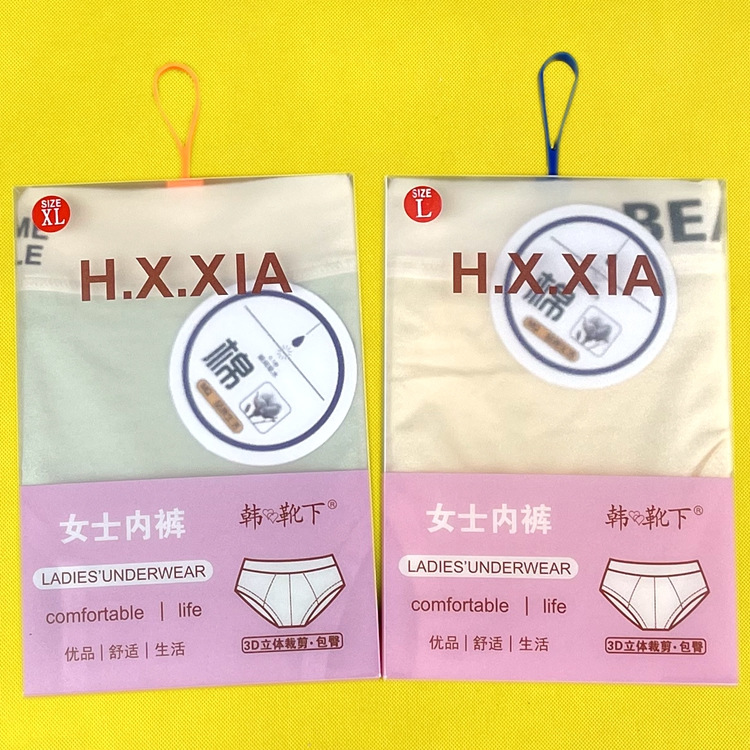 SIZE
XL
ME
LE
H.X.XIA
棉
女士内裤
韩靴下®
LADIES'UNDERWEAR
comfortable | life
优品 | 舒适 | 生活
3D立体裁剪·包臀
SIZE
L
BEA
H.X.XIA
棉
女士内裤
韩靴下®
LADIES'UNDERWEAR
comfortable | life
优品 | 舒适 | 生活
3D立体裁剪·包臀